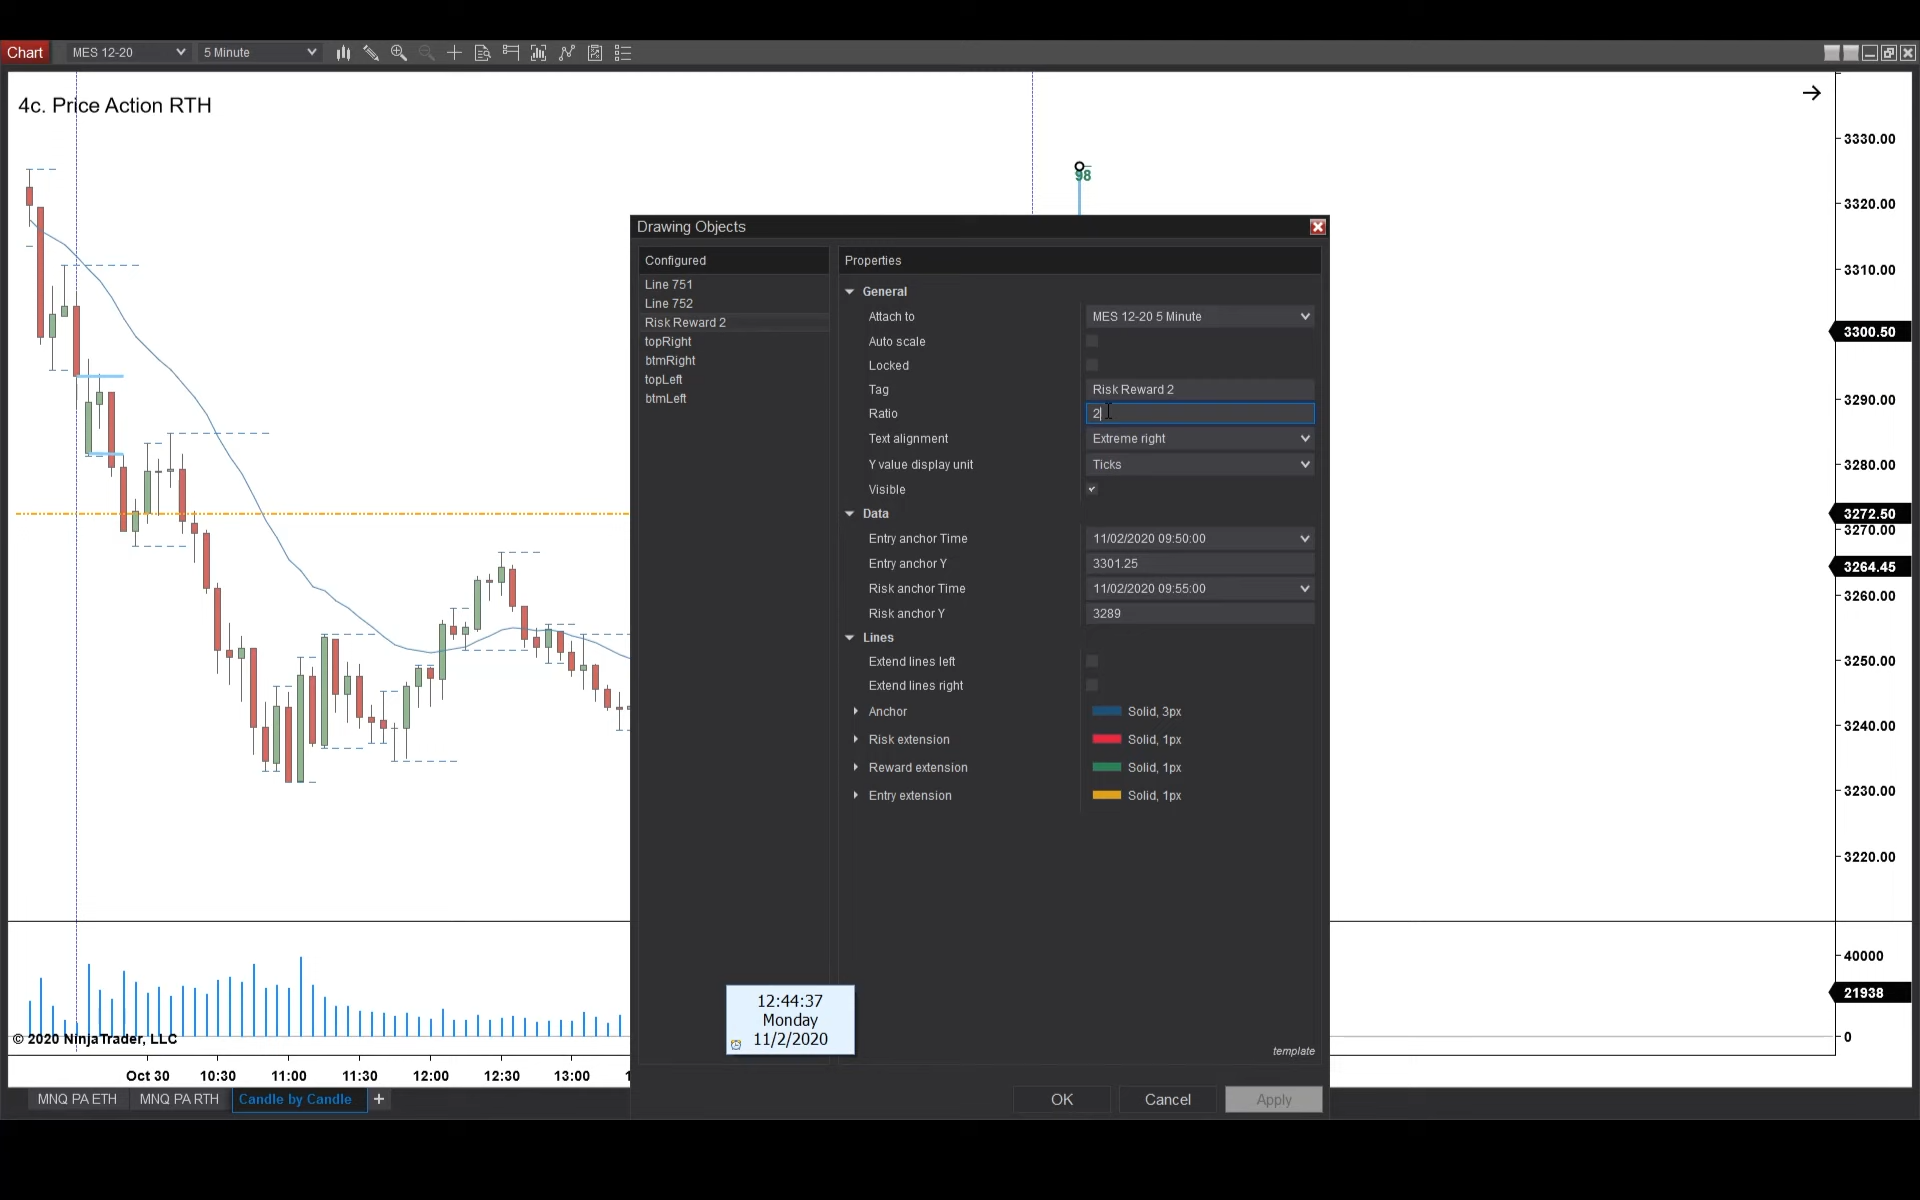 Chart
MES 12-20
5 Minute
4c. Price Action RTH
98
3330.00
3320.00
3310.00
3300.50
3290.00
3280.00
3272.50
3270.00
3264.45
3260.00
3250.00
3240.00
3230.00
3220.00
40000
21938
0
Drawing Objects
Configured
Line 751
Line 752
Risk Reward 2
topRight
btmRight
topLeft
btmLeft
Properties
General
Attach to
MES 12-20 5 Minute
Auto scale
Locked
Tag
Risk Reward 2
Ratio
2
Text alignment
Extreme right
Y value display unit
Ticks
Visible
Data
Entry anchor Time
11/02/2020 09:50:00
Entry anchor Y
3301.25
Risk anchor Time
11/02/2020 09:55:00
Risk anchor Y
3289
Lines
Extend lines left
Extend lines right
Anchor
Solid, 3px
Risk extension
Solid, 1px
Reward extension
Solid, 1px
Entry extension
Solid, 1px
template
OK
Cancel
Apply
12:44:37
Monday
11/2/2020
© 2020 NinjaTrader, LLC
Oct 30
10:30
11:00
11:30
12:00
12:30
13:00
MNQ PA ETH
MNQ PA RTH
Candle by Candle
+